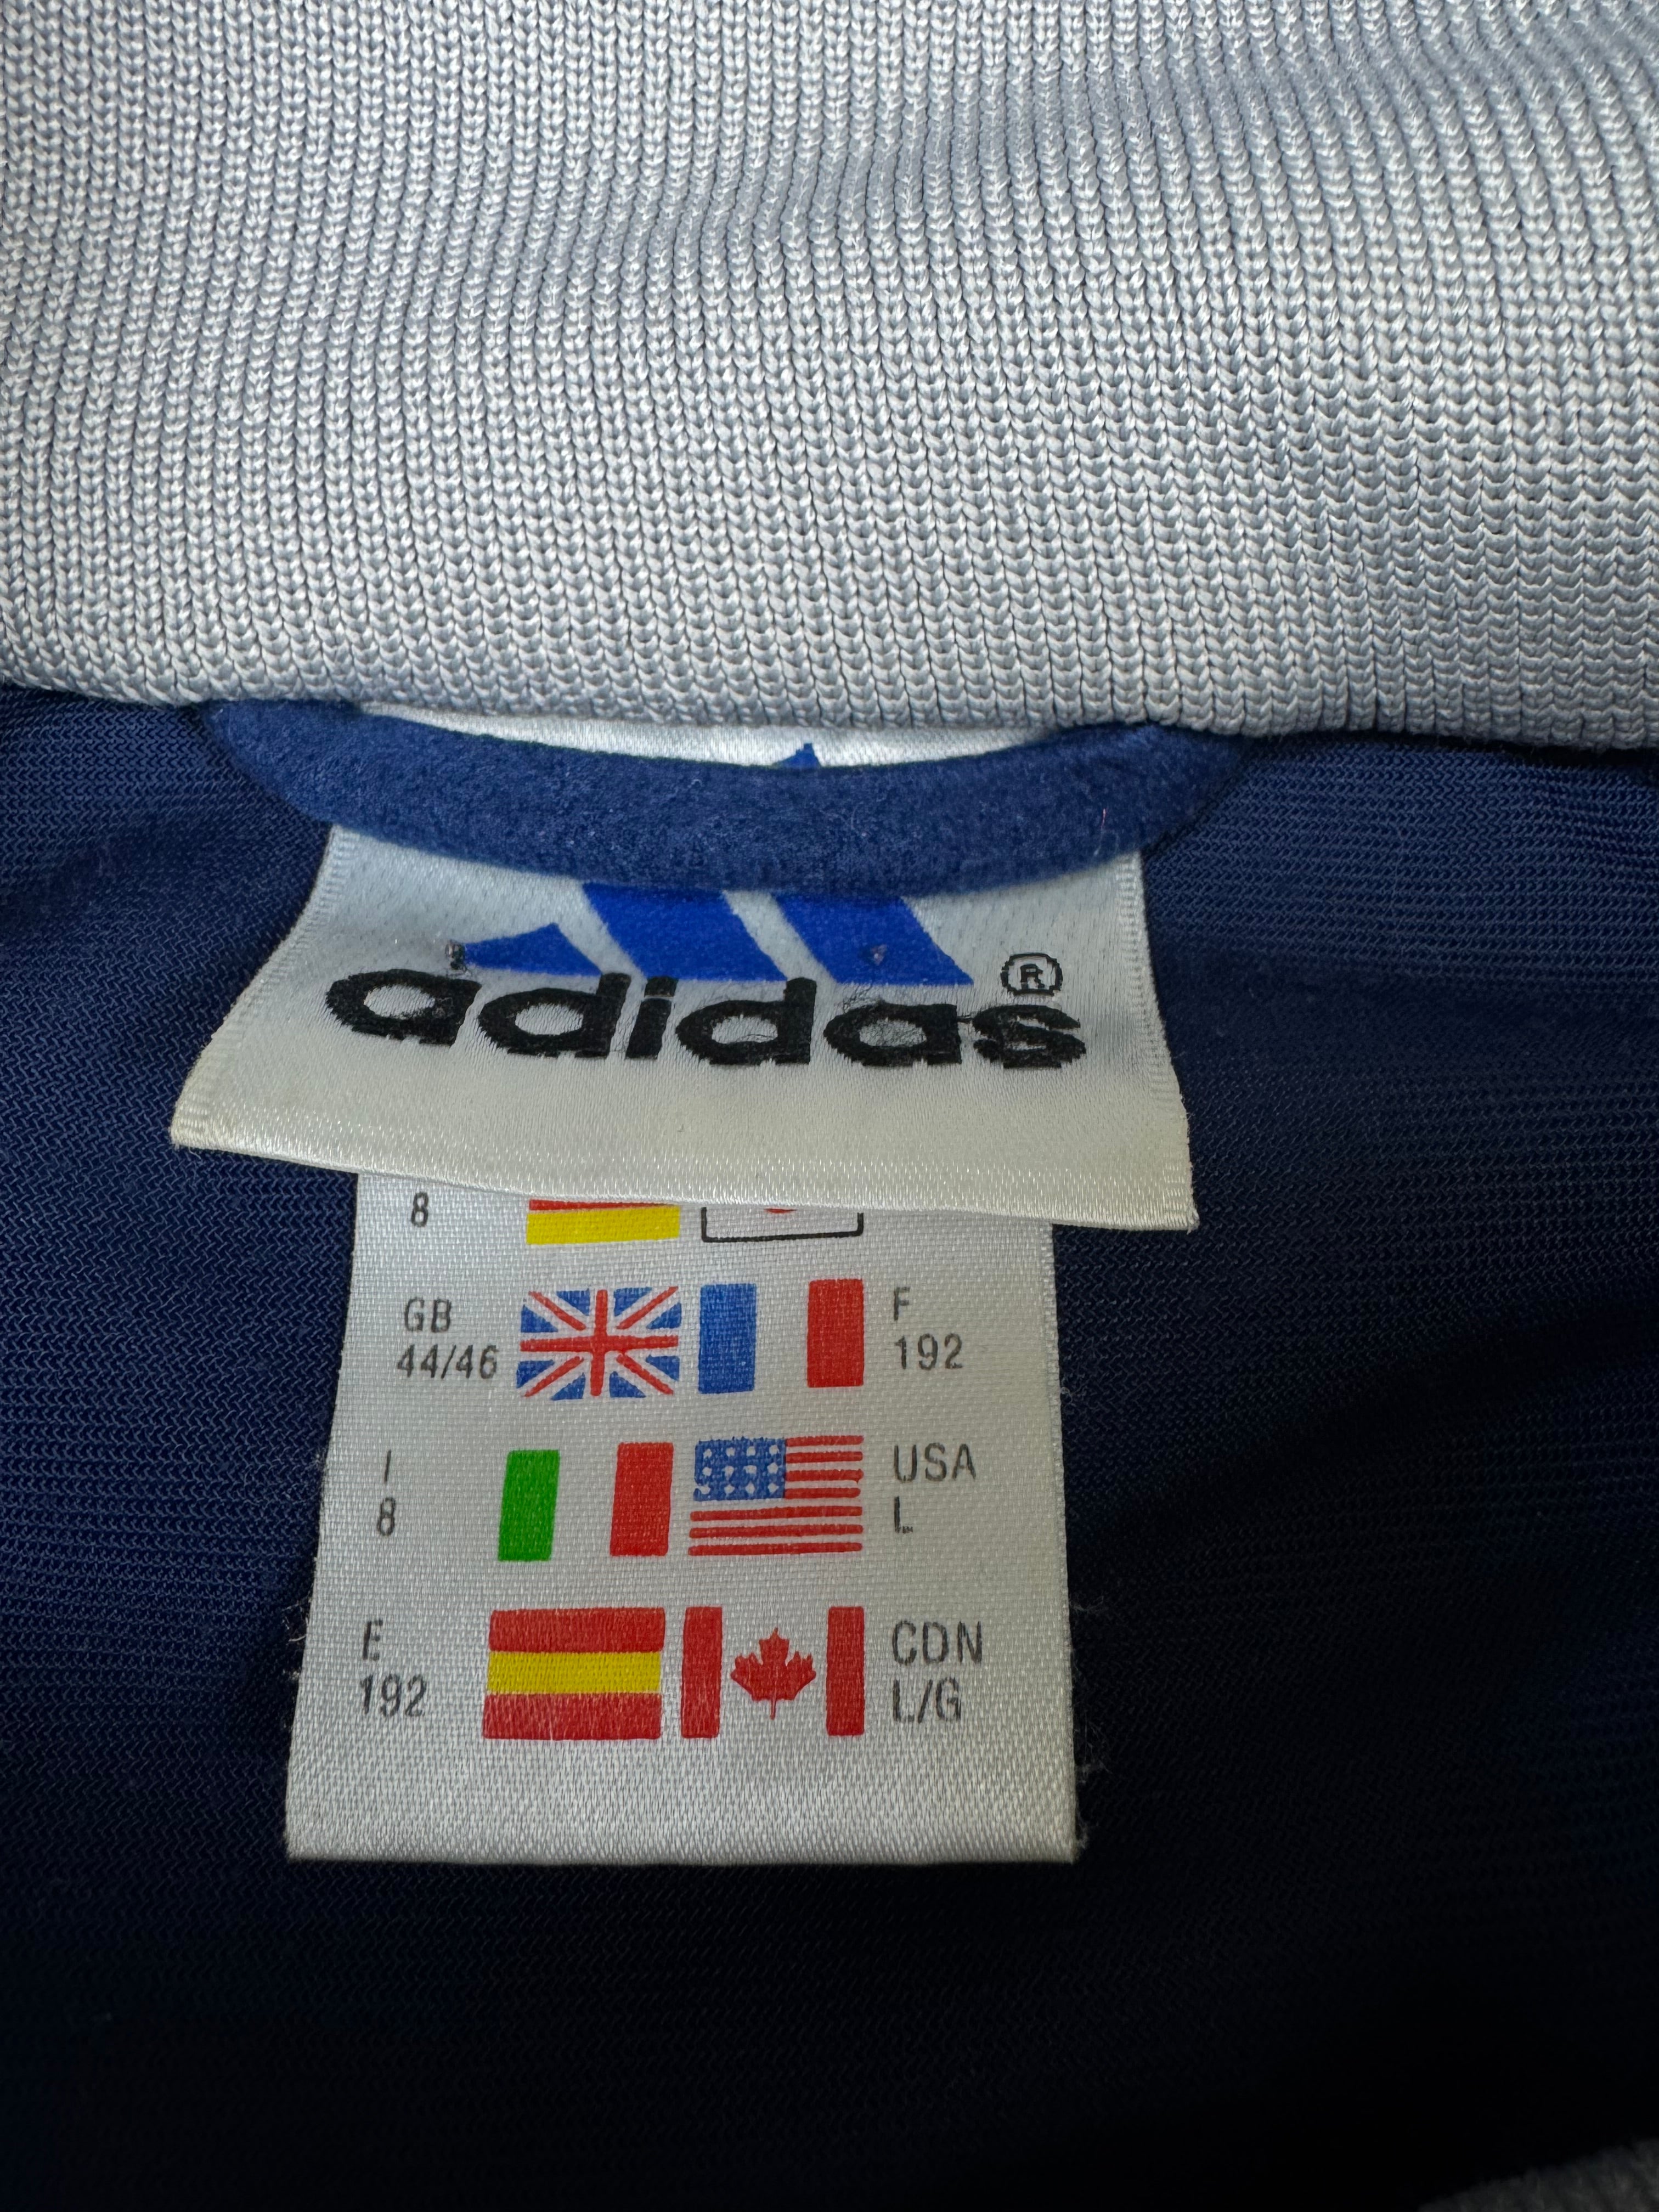 adidas®
8
GB
44/46
F
192
I
8
USA
L
E
192
CDN
L/G